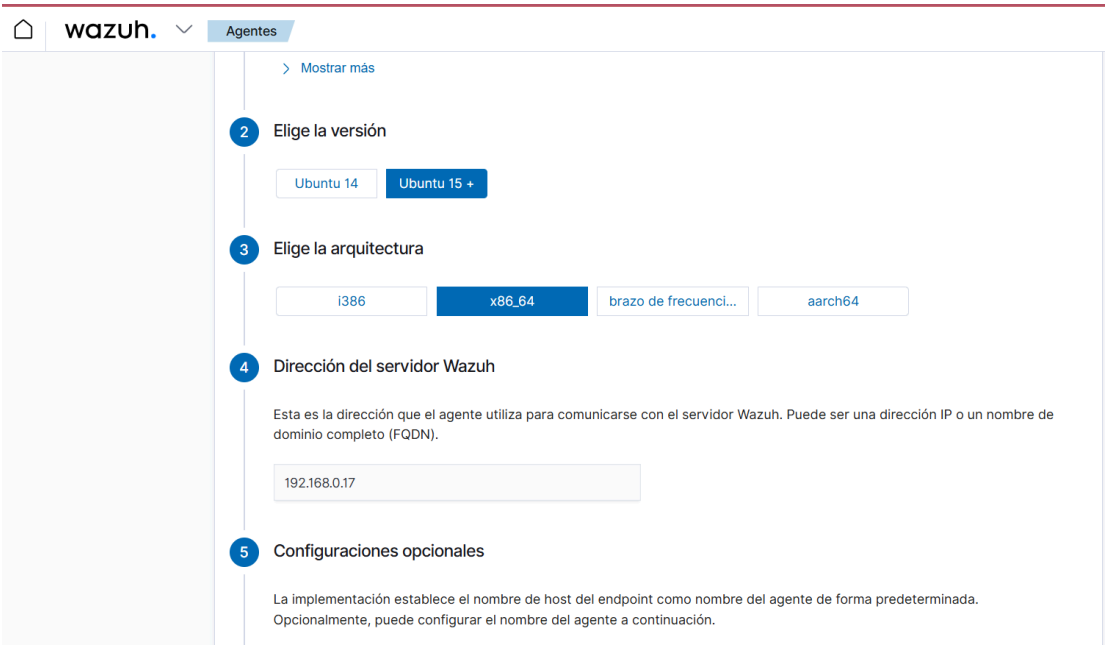 wazuh.
Agentes
Mostrar más
2 Elige la versión
Ubuntu 14 Ubuntu 15 +
3 Elige la arquitectura
i386 x86_64 brazo de frecuenci... aarch64
4 Dirección del servidor Wazuh
Esta es la dirección que el agente utiliza para comunicarse con el servidor Wazuh. Puede ser una dirección IP o un nombre de
dominio completo (FQDN).
192.168.0.17
5 Configuraciones opcionales
La implementación establece el nombre de host del endpoint como nombre del agente de forma predeterminada.
Opcionalmente, puede configurar el nombre del agente a continuación.